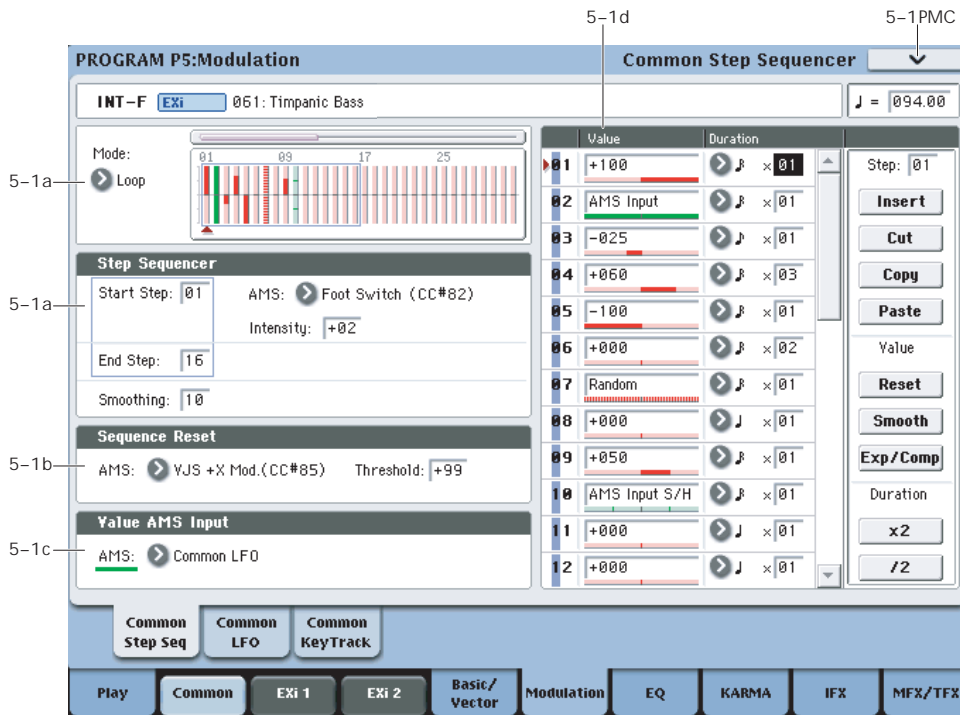 5-1d
5-1PMC
PROGRAM P5:Modulation
Common Step Sequencer
INT-F EXi 061: Timpanic Bass
♩ = 094.00
5-1a
Mode:
Loop
01 09 17 25
5-1a
Step Sequencer
Start Step: 01
AMS: Foot Switch (CC#82)
Intensity: +02
End Step: 16
Smoothing: 10
5-1b
Sequence Reset
AMS: VJS +X Mod.(CC#85) Threshold: +99
5-1c
Value AMS Input
AMS: Common LFO
Value Duration
01 +100 ×01
02 AMS Input ×01
03 -025 ×01
04 +060 ×03
05 -100 ×01
06 +000 ×02
07 Random ×01
08 +000 ×01
09 +050 ×01
10 AMS Input S/H ×01
11 +000 ×01
12 +000 ×01
Step: 01
Insert
Cut
Copy
Paste
Value
Reset
Smooth
Exp/Comp
Duration
x2
/2
Common Step Seq
Common LFO
Common KeyTrack
Play
Common
EXi 1
EXi 2
Basic/ Vector
Modulation
EQ
KARMA
IFX
MFX/TFX